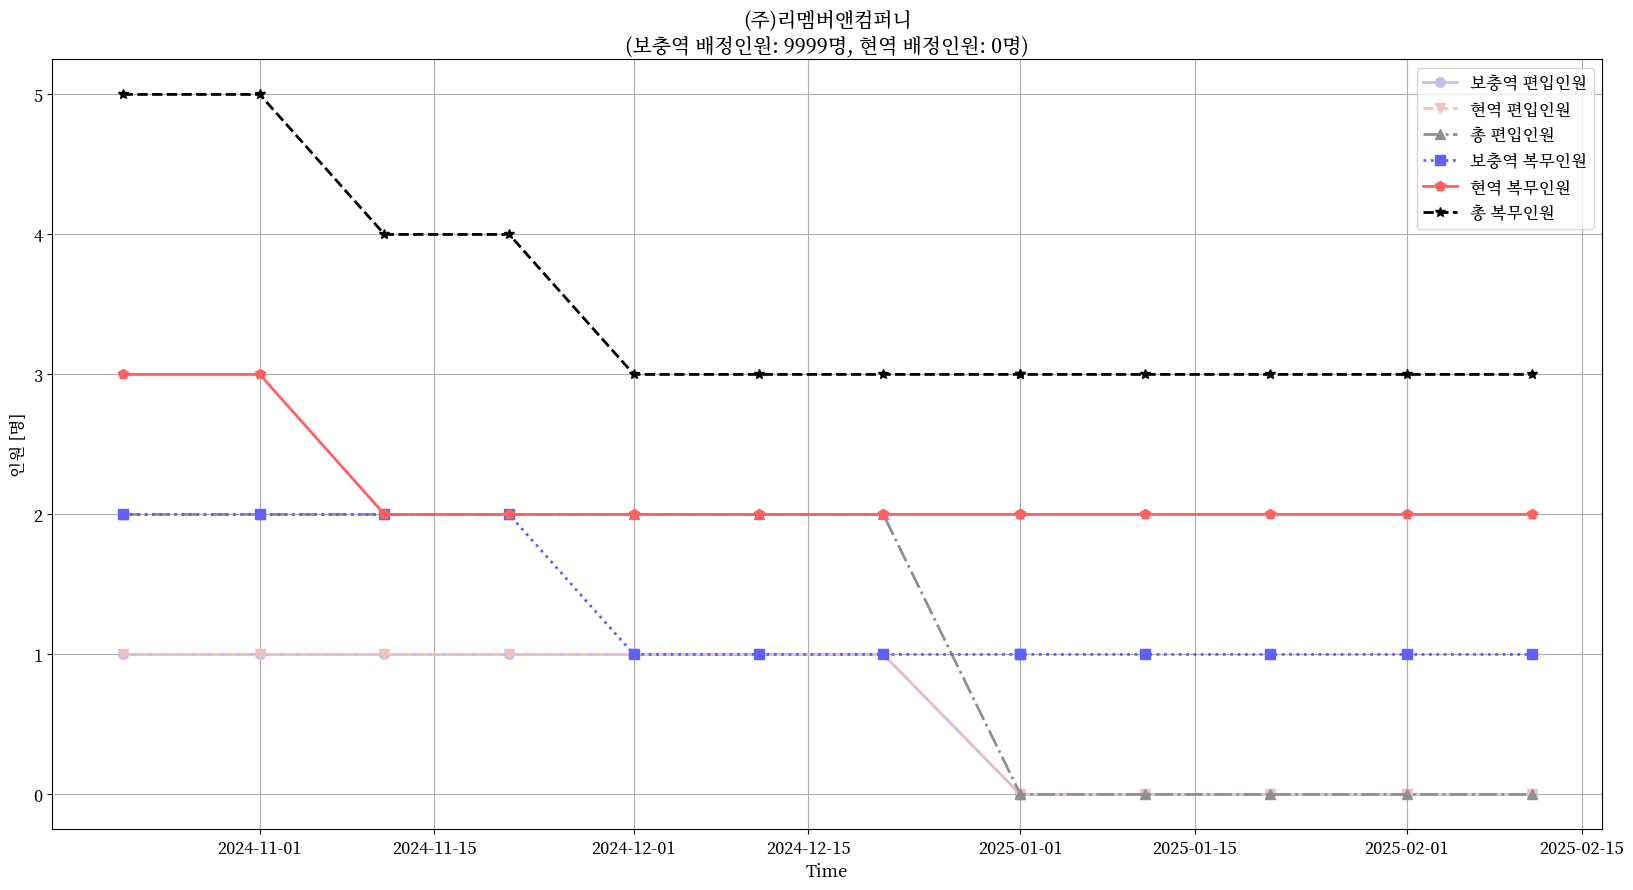 (주)리멤버앤컴퍼니
(보충역 배정인원: 9999명, 현역 배정인원: 0명)
5
4
3
2
1
0
인원 [명]
보충역 편입인원
현역 편입인원
총 편입인원
보충역 복무인원
현역 복무인원
총 복무인원
2024-11-01
2024-11-15
2024-12-01
2024-12-15
2025-01-01
2025-01-15
2025-02-01
2025-02-15
Time